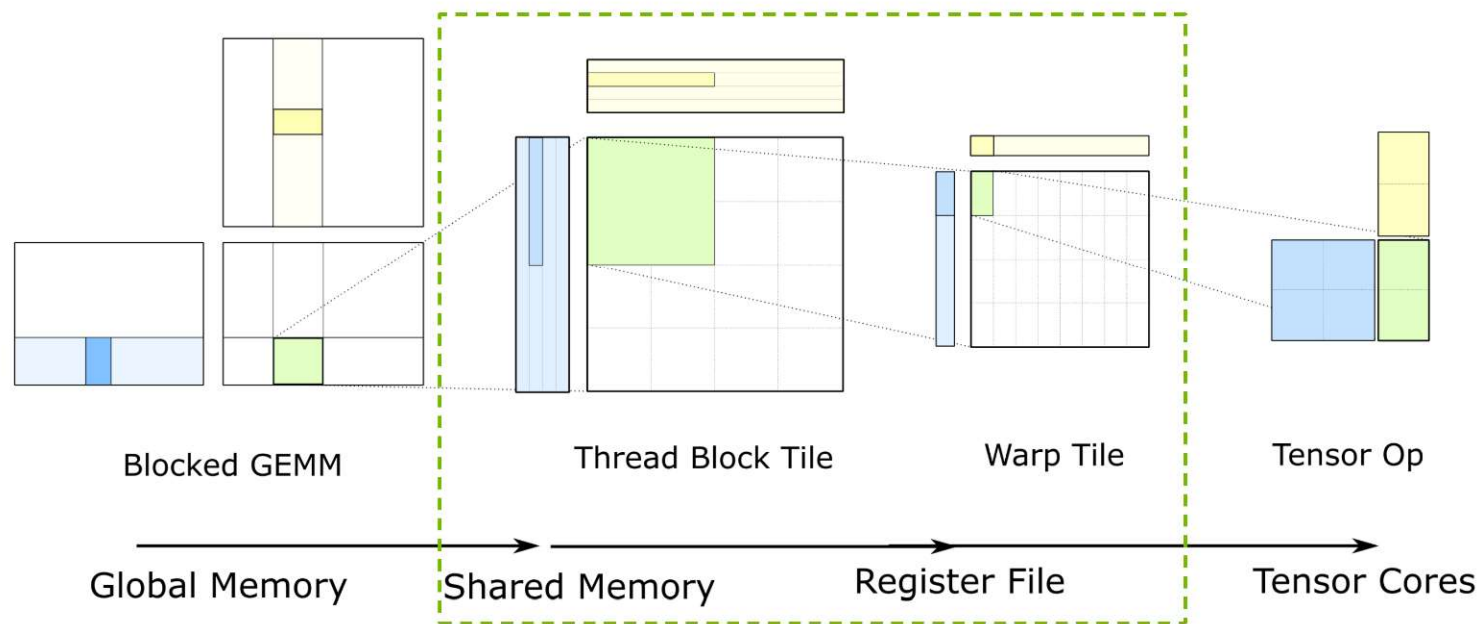 Blocked GEMM
Thread Block Tile
Warp Tile
Tensor Op
Global Memory
Shared Memory
Register File
Tensor Cores